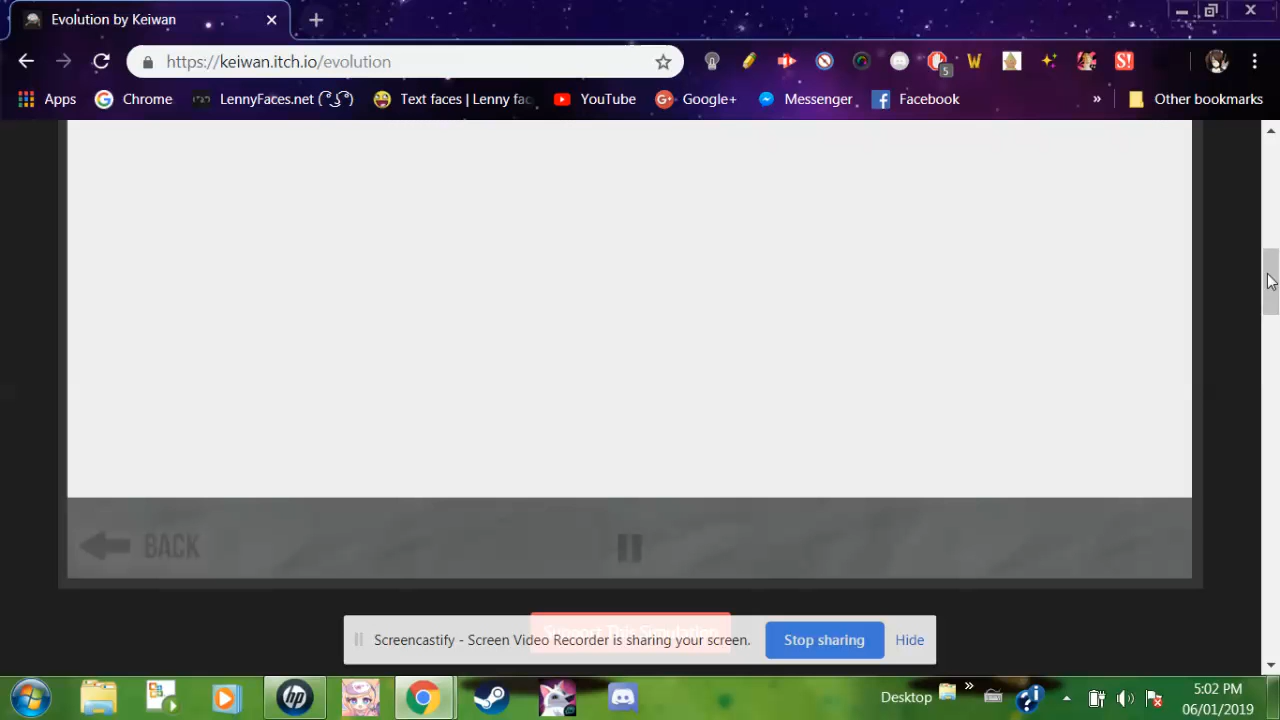 Evolution by Keiwan
https://keiwan.itch.io/evolution
5
Apps Chrome LennyFaces.net ( ͡° ͜ʖ ͡°) Text faces | Lenny fac YouTube Google+ Messenger Facebook » Other bookmarks
BACK
Screencastify - Screen Video Recorder is sharing your screen. Stop sharing Hide
Desktop » 5:02 PM
06/01/2019